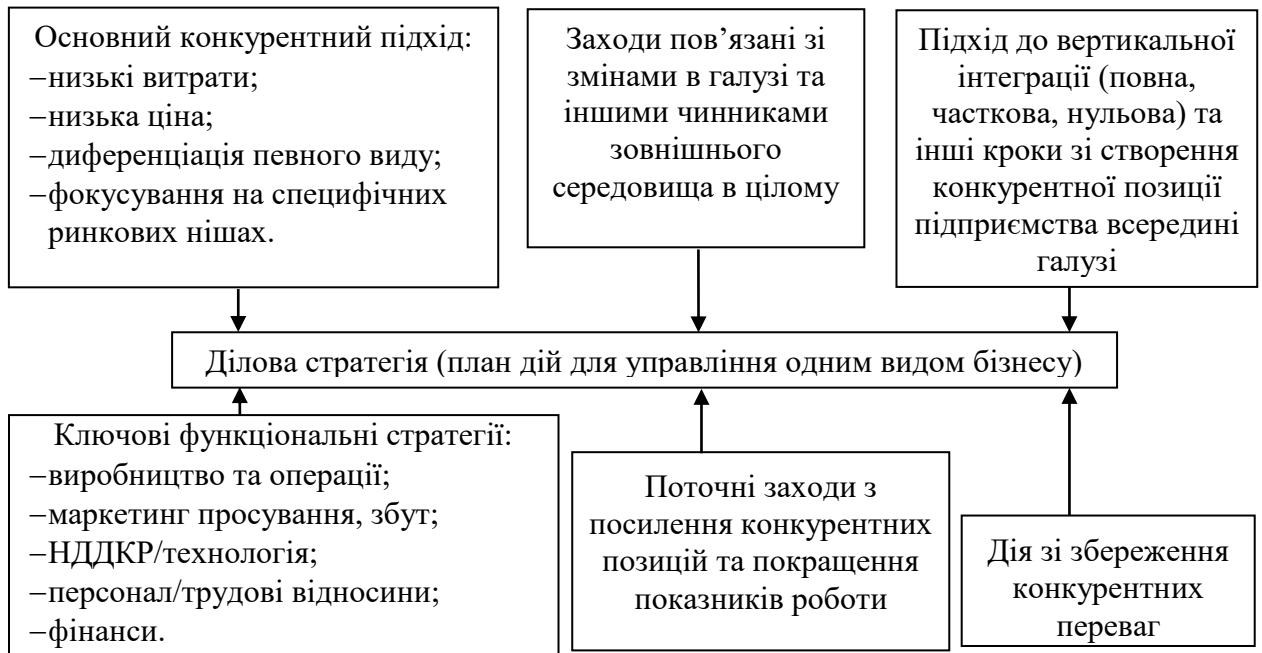 Основний конкурентний підхід:
−низькі витрати;
−низька ціна;
−диференціація певного виду;
−фокусування на специфічних
ринкових нішах.
Заходи пов’язані зі
змінами в галузі та
іншими чинниками
зовнішнього
середовища в цілому
Підхід до вертикальної
інтеграції (повна,
часткова, нульова) та
інші кроки зі створення
конкурентної позиції
підприємства всередині
галузі
Ділова стратегія (план дій для управління одним видом бізнесу)
Ключові функціональні стратегії:
−виробництво та операції;
−маркетинг просування, збут;
−НДДКР/технологія;
−персонал/трудові відносини;
−фінанси.
Поточні заходи з
посилення конкурентних
позицій та покращення
показників роботи
Дія зі збереження
конкурентних
переваг